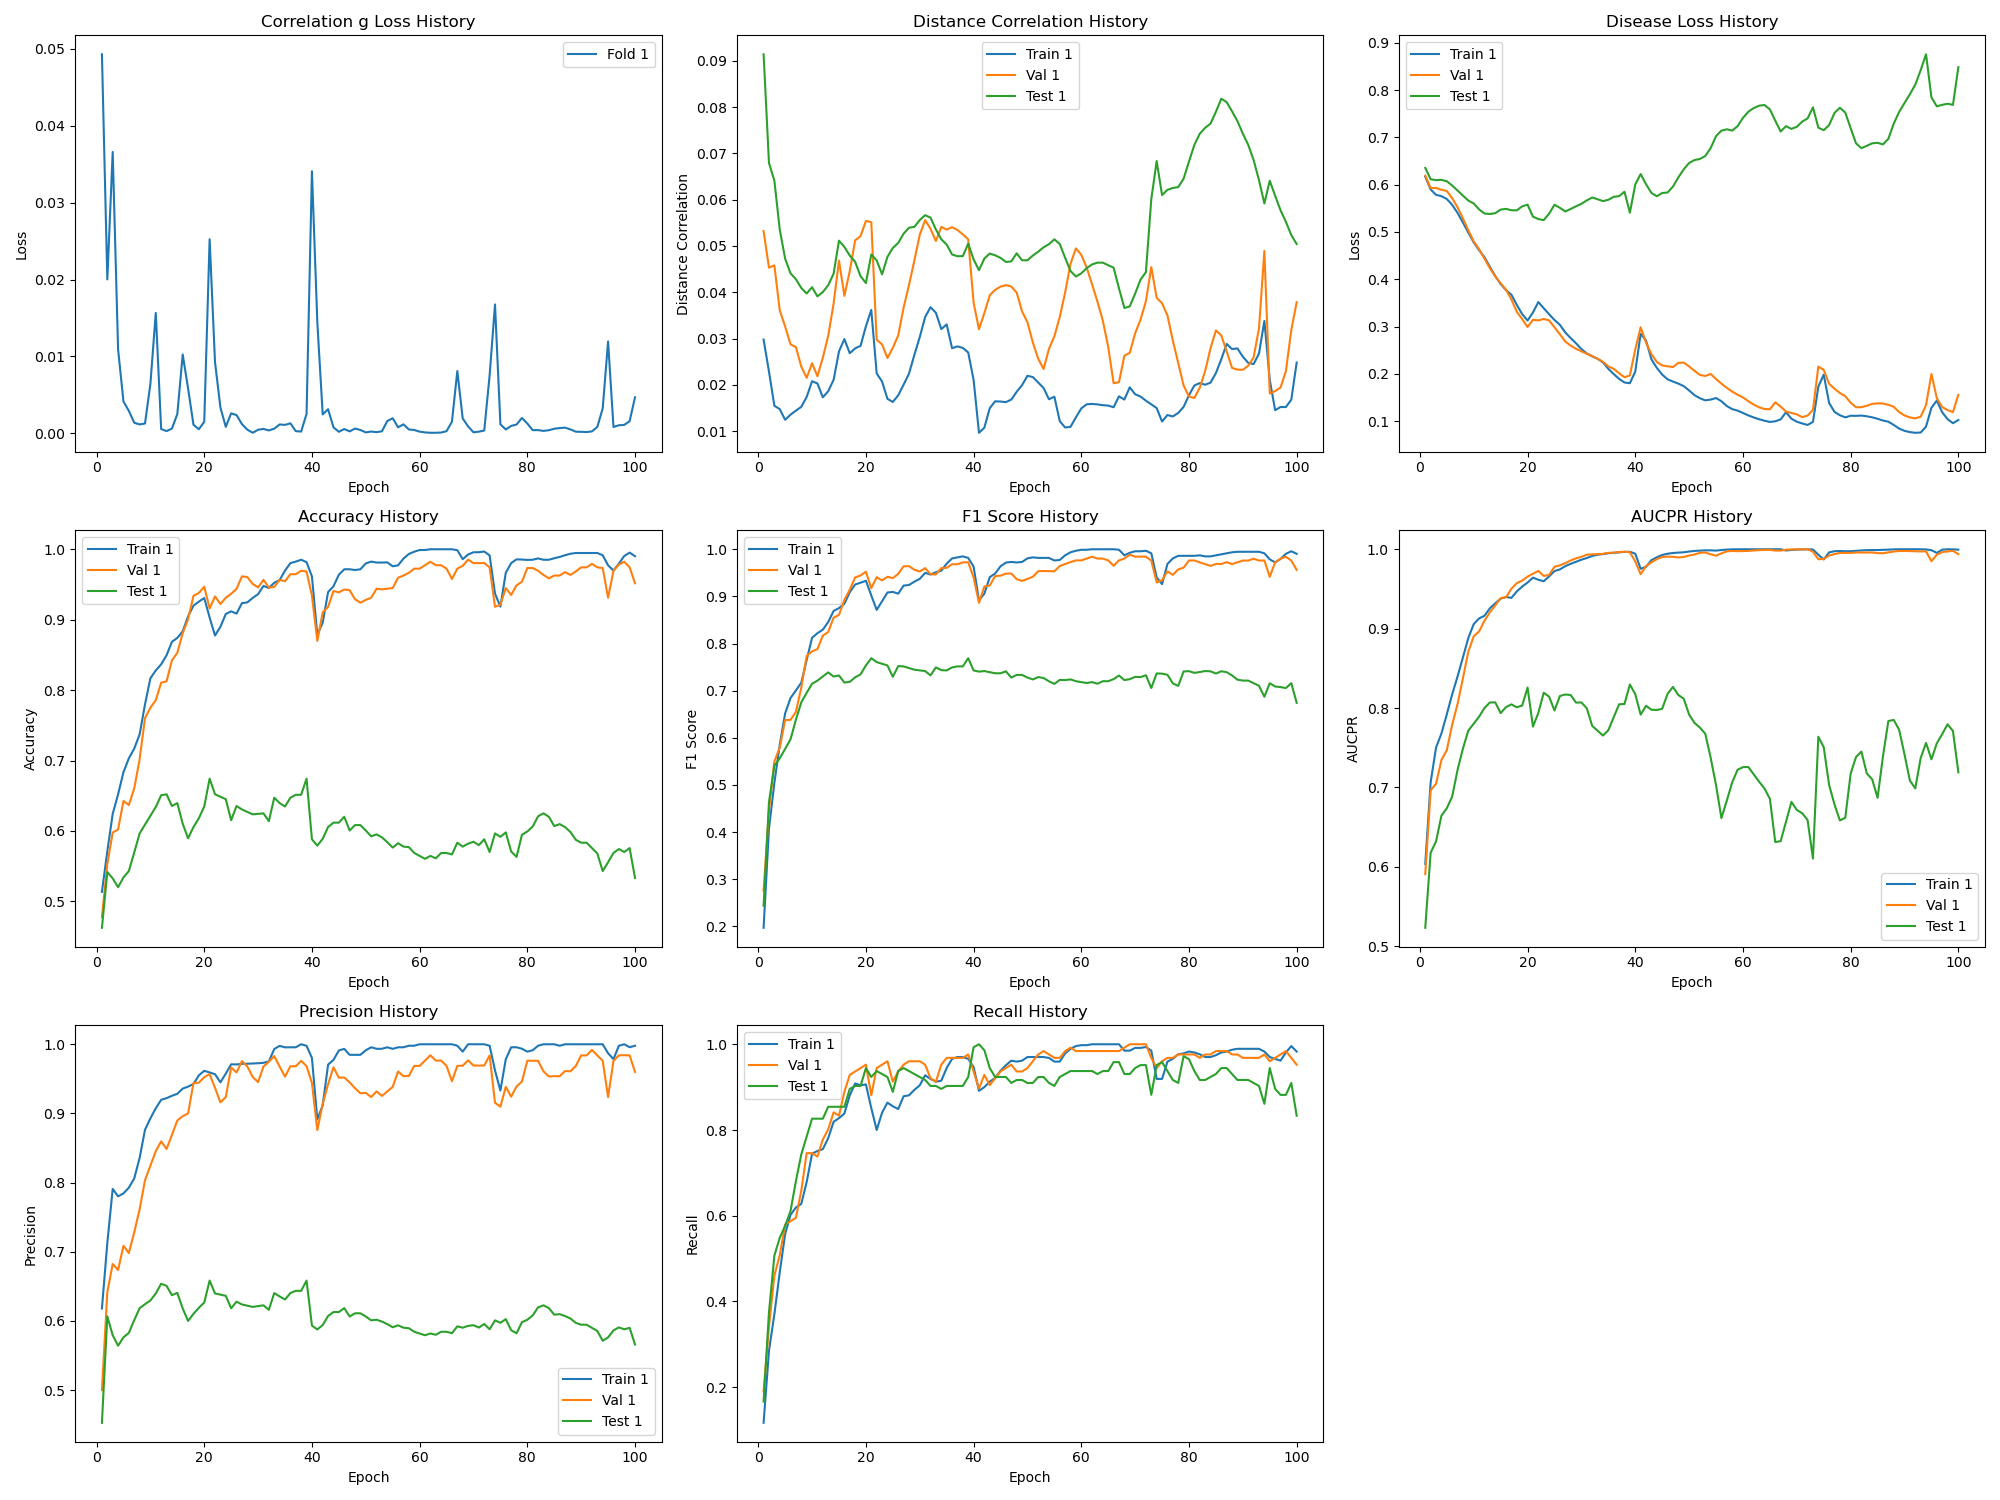 Correlation g Loss History
Loss
0.05
0.04
0.03
0.02
0.01
0.00
Fold 1
0 20 40 60 80 100
Epoch
Distance Correlation History
Distance Correlation
0.09
0.08
0.07
0.06
0.05
0.04
0.03
0.02
0.01
Train 1
Val 1
Test 1
0 20 40 60 80 100
Epoch
Disease Loss History
Loss
0.9
0.8
0.7
0.6
0.5
0.4
0.3
0.2
0.1
Train 1
Val 1
Test 1
0 20 40 60 80 100
Epoch
Accuracy History
Accuracy
1.0
0.9
0.8
0.7
0.6
0.5
Train 1
Val 1
Test 1
0 20 40 60 80 100
Epoch
F1 Score History
F1 Score
1.0
0.9
0.8
0.7
0.6
0.5
0.4
0.3
0.2
Train 1
Val 1
Test 1
0 20 40 60 80 100
Epoch
AUCPR History
AUCPR
1.0
0.9
0.8
0.7
0.6
0.5
Train 1
Val 1
Test 1
0 20 40 60 80 100
Epoch
Precision History
Precision
1.0
0.9
0.8
0.7
0.6
0.5
Train 1
Val 1
Test 1
0 20 40 60 80 100
Epoch
Recall History
Recall
1.0
0.8
0.6
0.4
0.2
Train 1
Val 1
Test 1
0 20 40 60 80 100
Epoch